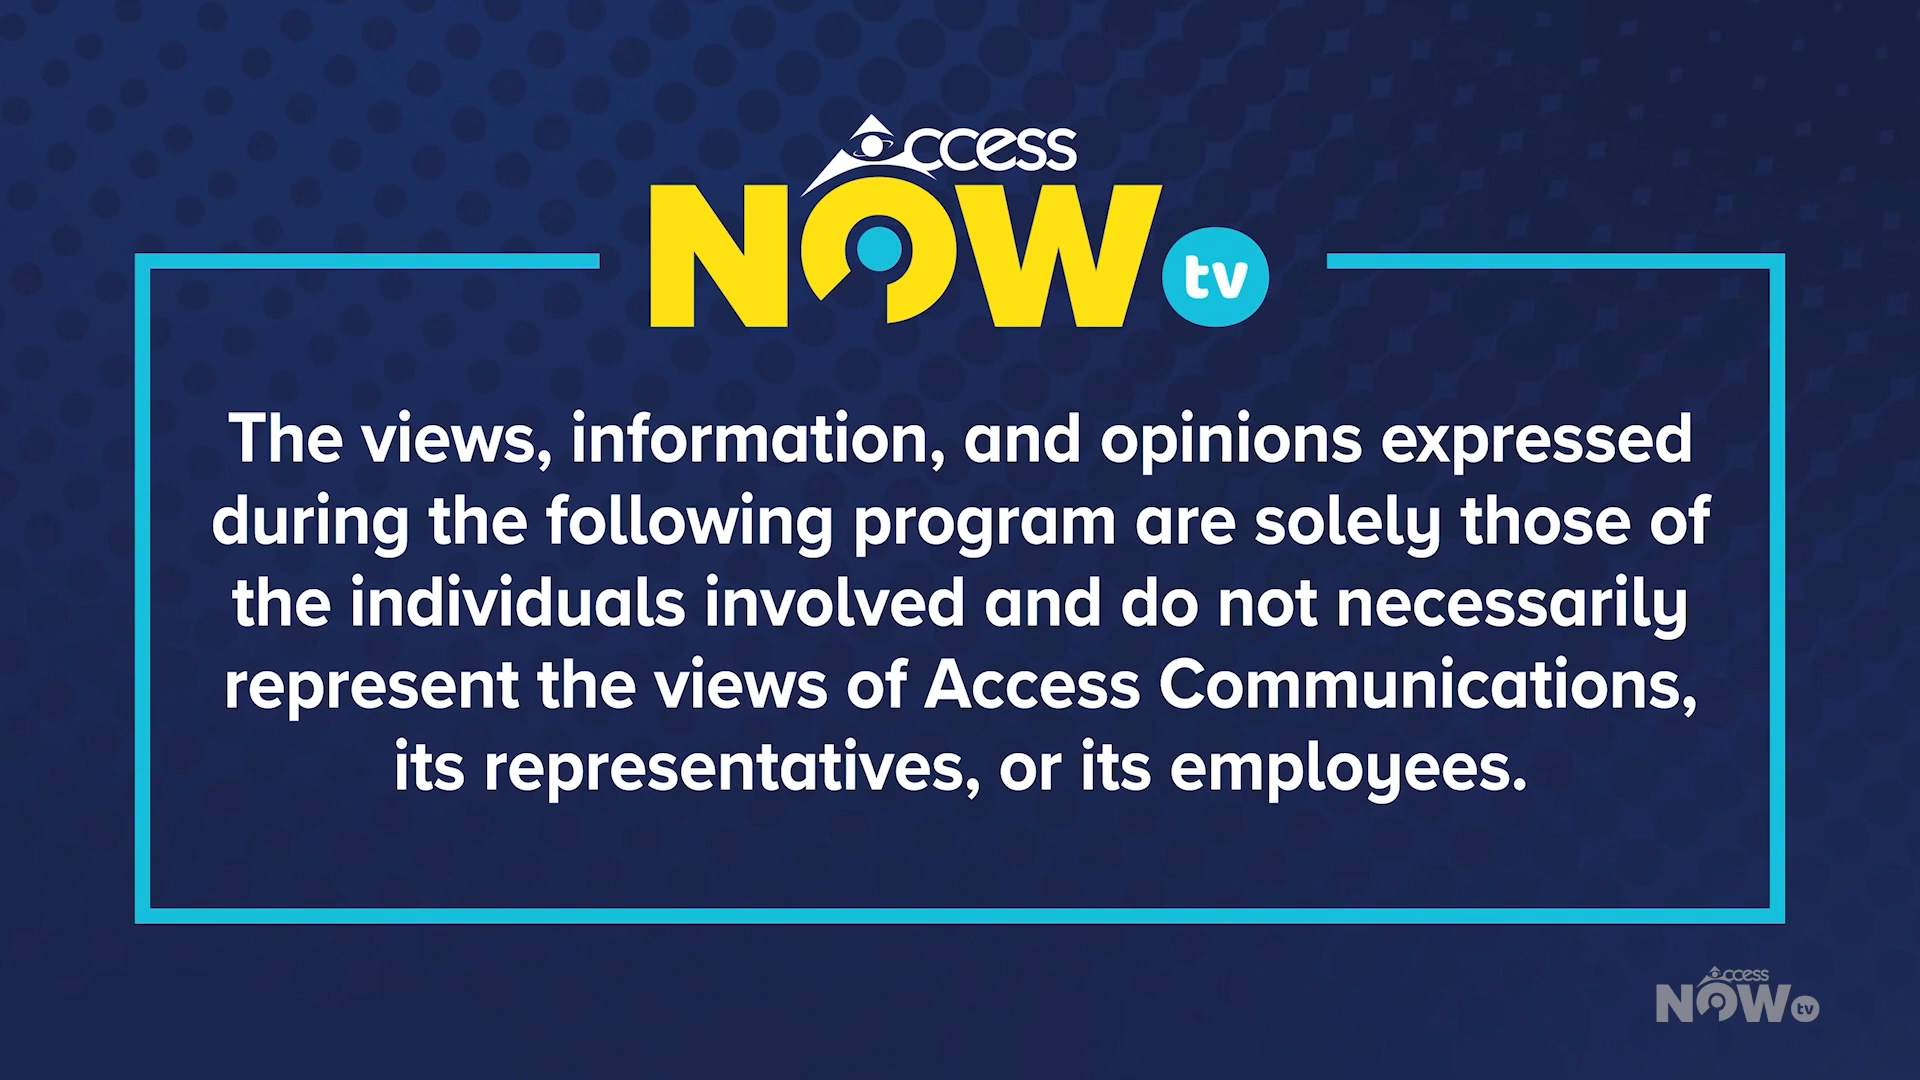 Access
NOW tv
The views, information, and opinions expressed
during the following program are solely those of
the individuals involved and do not necessarily
represent the views of Access Communications,
its representatives, or its employees.
Access
NOW tv